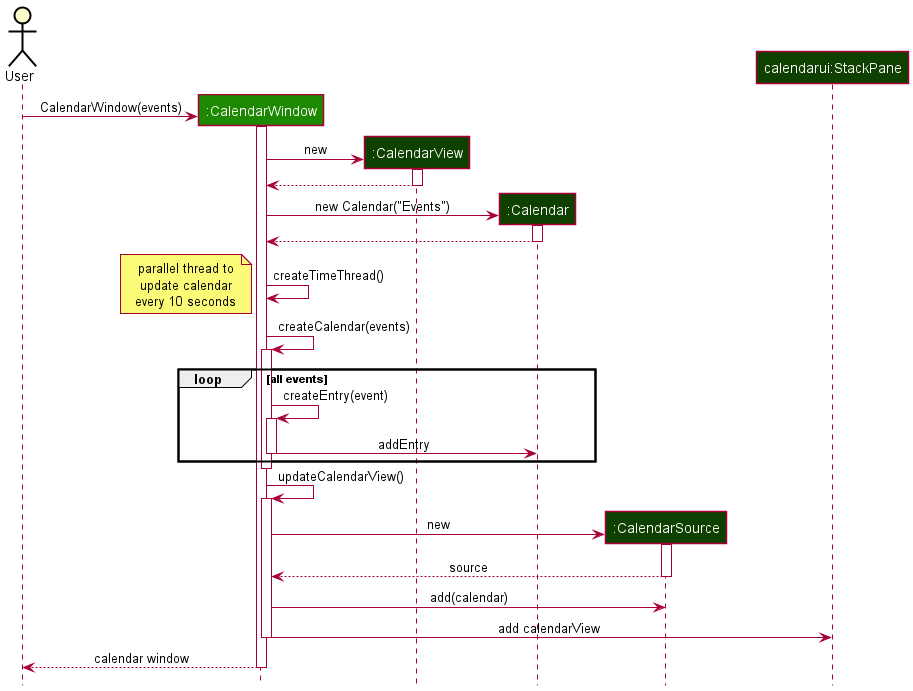 User
calendarui:StackPane
CalendarWindow(events)
:CalendarWindow
new
:CalendarView
new Calendar("Events")
:Calendar
parallel thread to
update calendar
every 10 seconds
createTimeThread()
createCalendar(events)
loop
[all events]
createEntry(event)
addEntry
updateCalendarView()
new
:CalendarSource
source
add(calendar)
add calendarView
calendar window